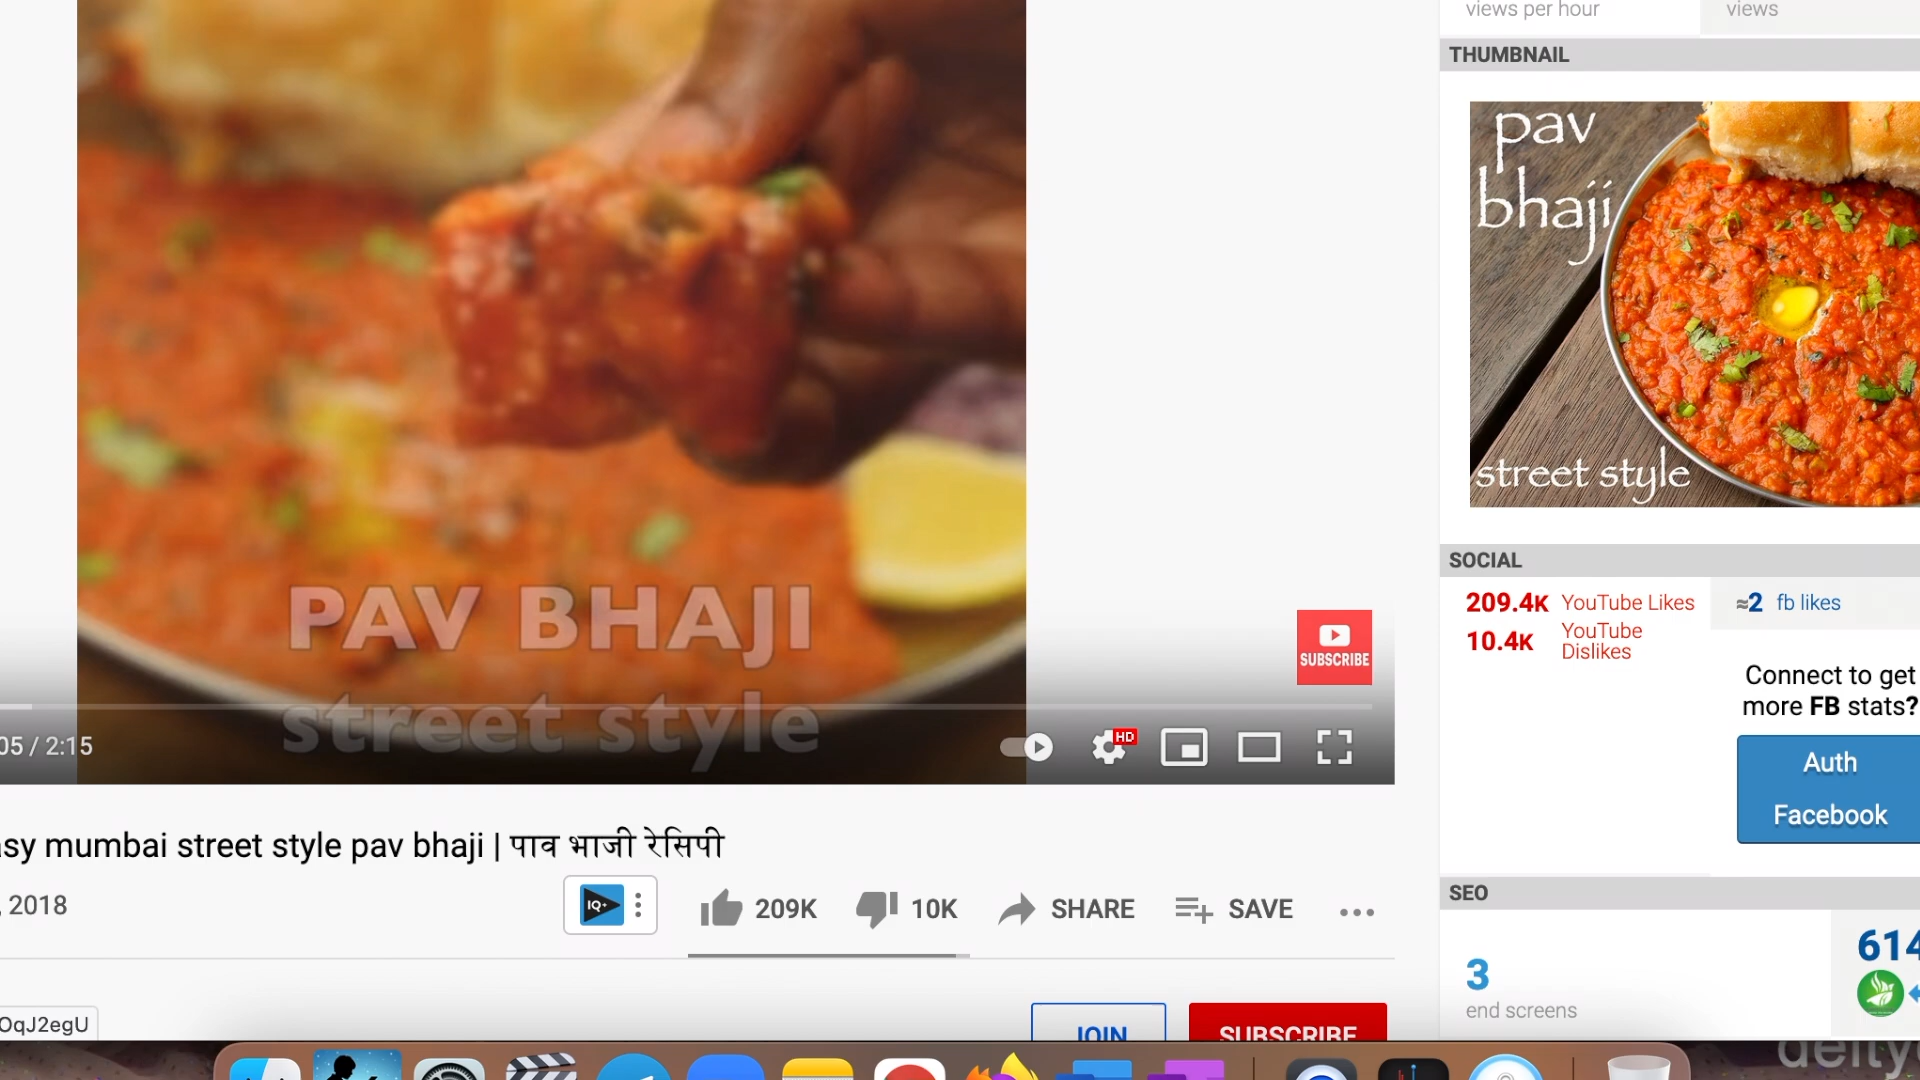 views per hour
views
THUMBNAIL
pav
bhaji
street style
SOCIAL
209.4K YouTube Likes
≈2 fb likes
10.4K YouTube
Dislikes
Connect to get
more FB stats?
Auth
Facebook
SEO
614
3
end screens
PAV BHAJI
street style
SUBSCRIBE
05 / 2:15
HD
sy mumbai street style pav bhaji | पाव भाजी रेसिपी
, 2018
IQ+
209K
10K
SHARE
SAVE
OqJ2egU
JOIN
SUBSCRIBE